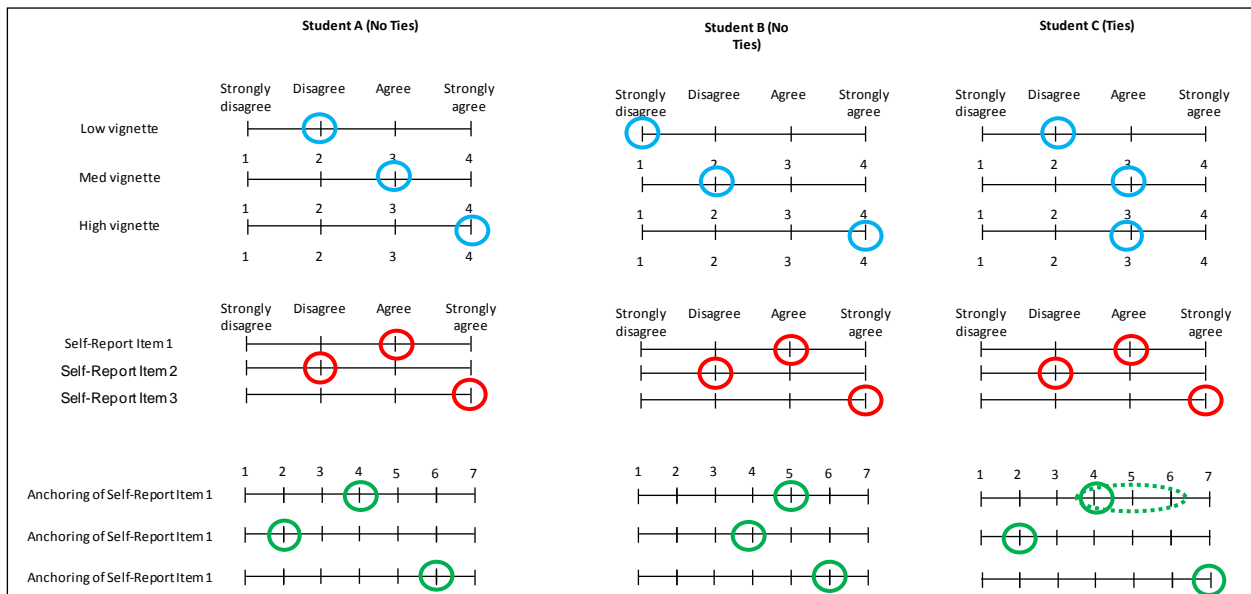 Student A (No Ties)
Student B (No
Ties)
Student C (Ties)
Strongly
disagree
Disagree
Agree
Strongly
agree
Strongly
disagree
Disagree
Agree
Strongly
agree
Strongly
disagree
Disagree
Agree
Strongly
agree
Low vignette
1 2 3 4
1 2 3 4
1 2 3 4
Med vignette
1 2 3 4
1 2 3 4
1 2 3 4
High vignette
1 2 3 4
1 2 3 4
1 2 3 4
Strongly
disagree
Disagree
Agree
Strongly
agree
Strongly
disagree
Disagree
Agree
Strongly
agree
Strongly
disagree
Disagree
Agree
Strongly
agree
Self-Report Item 1
Self-Report Item 2
Self-Report Item 3
1 2 3 4 5 6 7
1 2 3 4 5 6 7
1 2 3 4 5 6 7
Anchoring of Self-Report Item 1
Anchoring of Self-Report Item 1
Anchoring of Self-Report Item 1